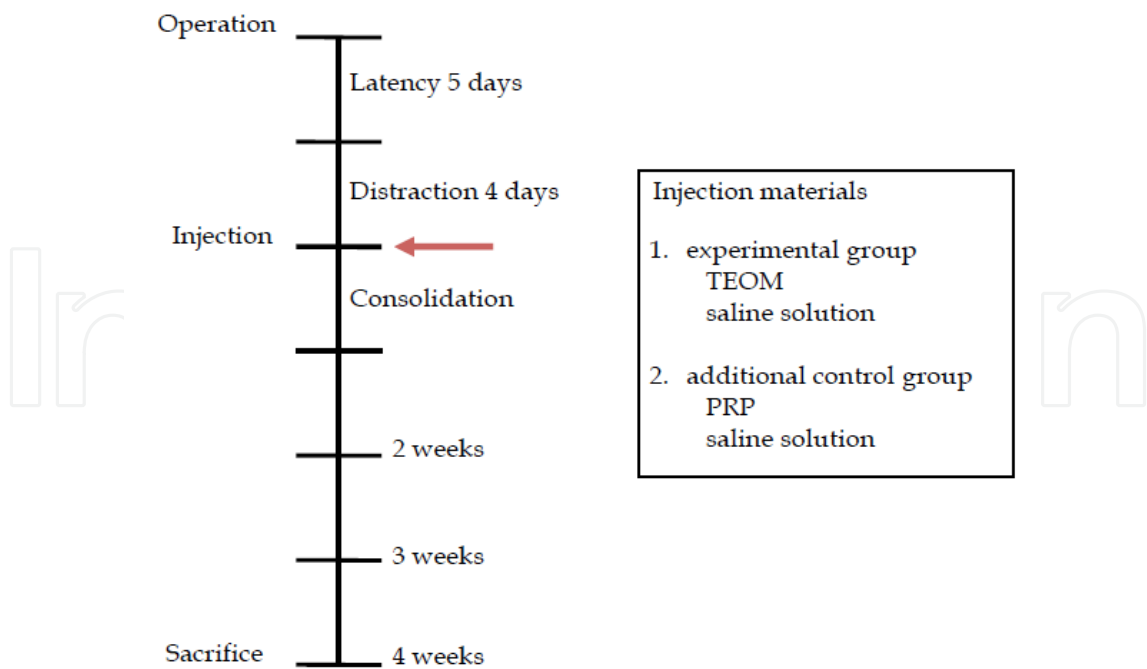 Operation
Latency 5 days
Distraction 4 days
Injection
Consolidation
2 weeks
3 weeks
Sacrifice
4 weeks
Injection materials
1. experimental group
TEOM
saline solution
2. additional control group
PRP
saline solution